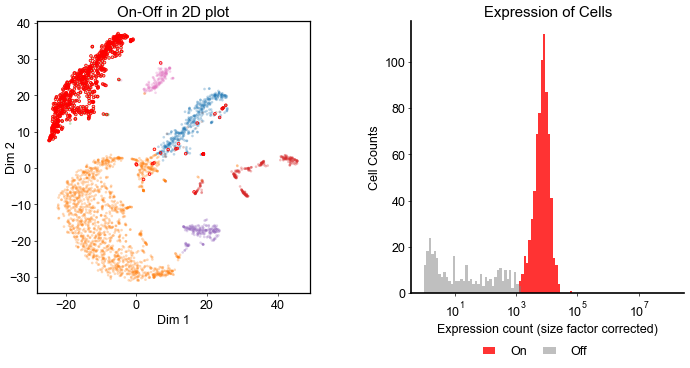 On-Off in 2D plot
Dim 2
40
30
20
10
0
−10
−20
−30
−20 0 20 40
Dim 1
Expression of Cells
Cell Counts
100
80
60
40
20
0
10^1 10^3 10^5 10^7
Expression count (size factor corrected)
On Off